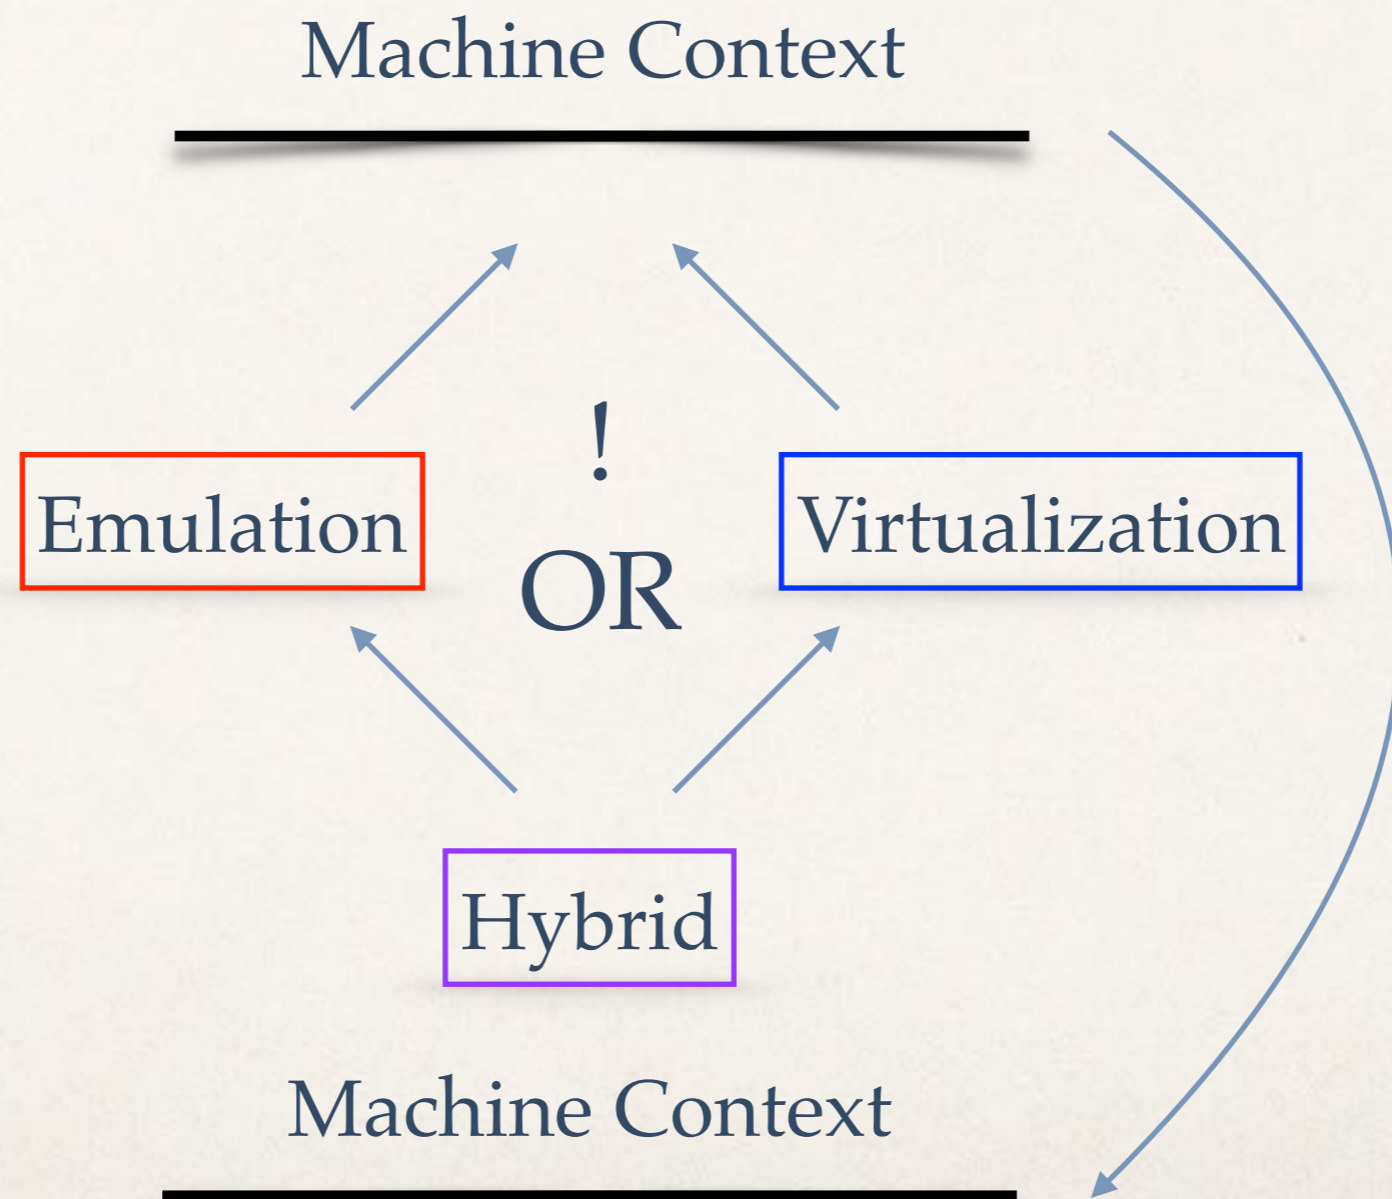 Machine Context
!
Emulation
OR
Virtualization
Hybrid
Machine Context